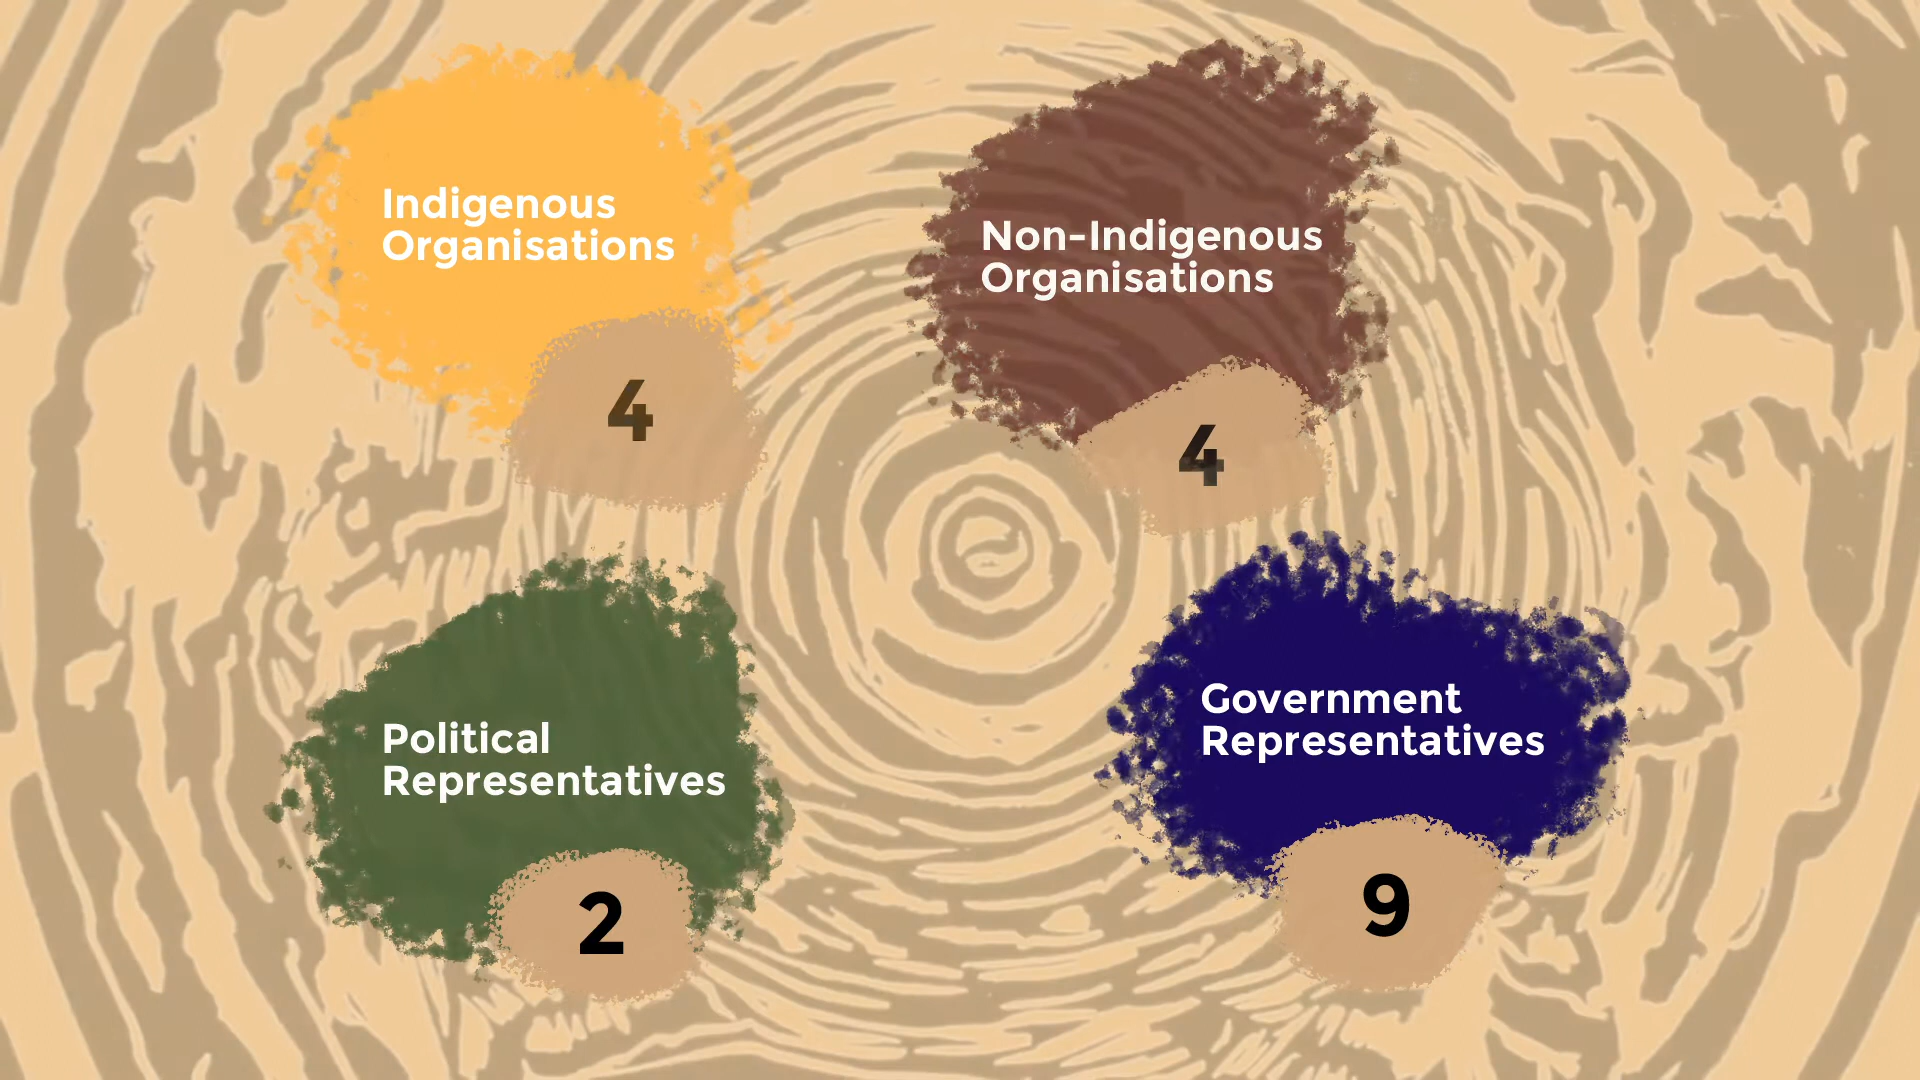 Indigenous
Organisations
4
Non-Indigenous
Organisations
4
Political
Representatives
2
Government
Representatives
9